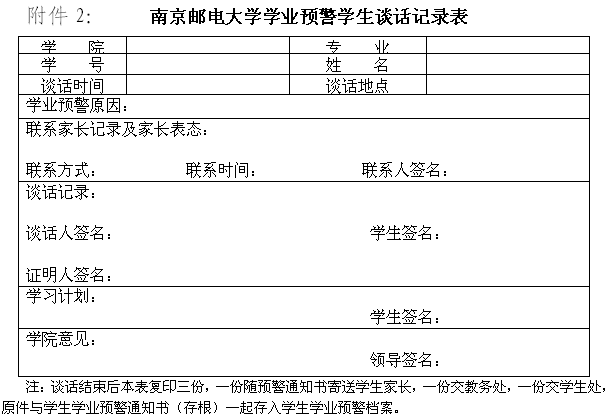 附件2： 南京邮电大学学业预警学生谈话记录表
学 院 专 业
学 号 姓 名
谈话时间 谈话地点
学业预警原因：
联系家长记录及家长表态：
联系方式： 联系时间： 联系人签名：
谈话记录：
谈话人签名： 学生签名：
证明人签名：
学习计划：
学生签名：
学院意见：
领导签名：
注：谈话结束后本表复印三份，一份随预警通知书寄送学生家长，一份交教务处，一份交学生处，
原件与学生学业预警通知书（存根）一起存入学生学业预警档案。